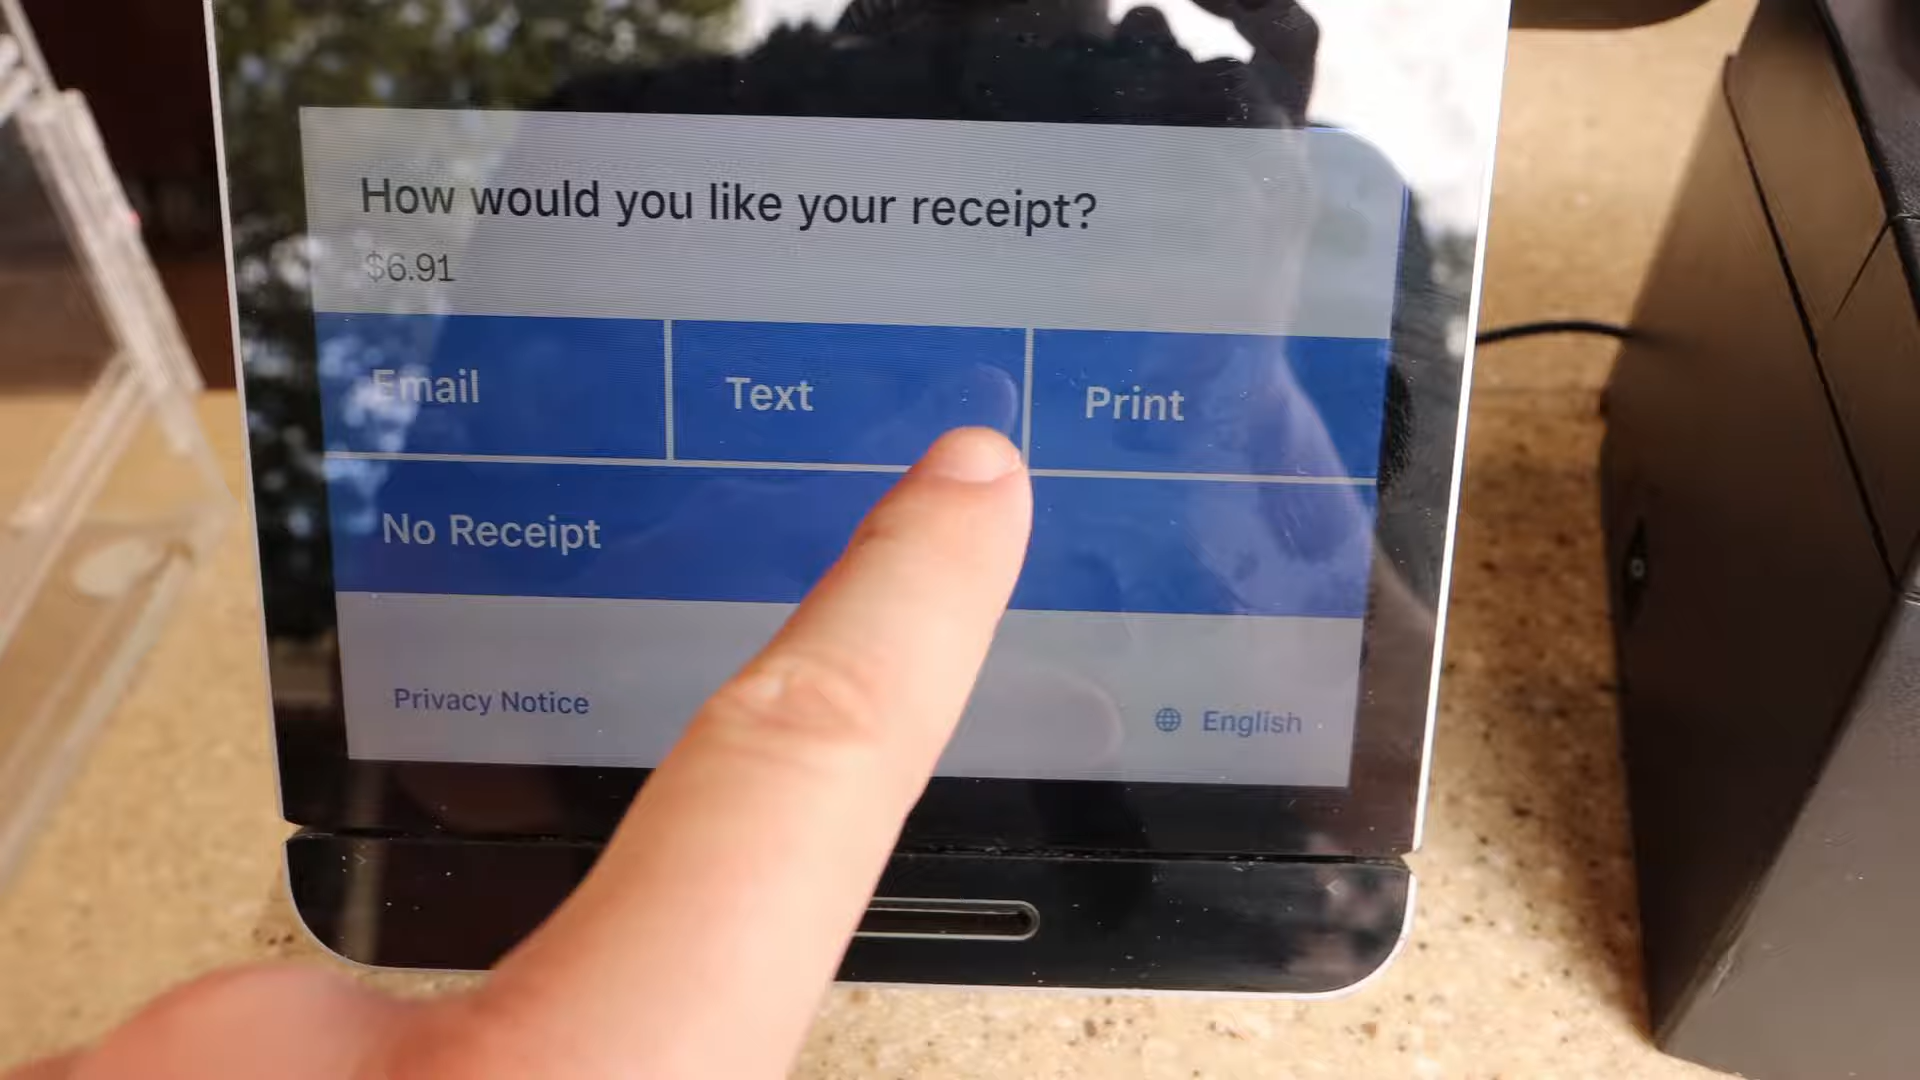 How would you like your receipt?
$6.91
Email
Text
Print
No Receipt
Privacy Notice
English